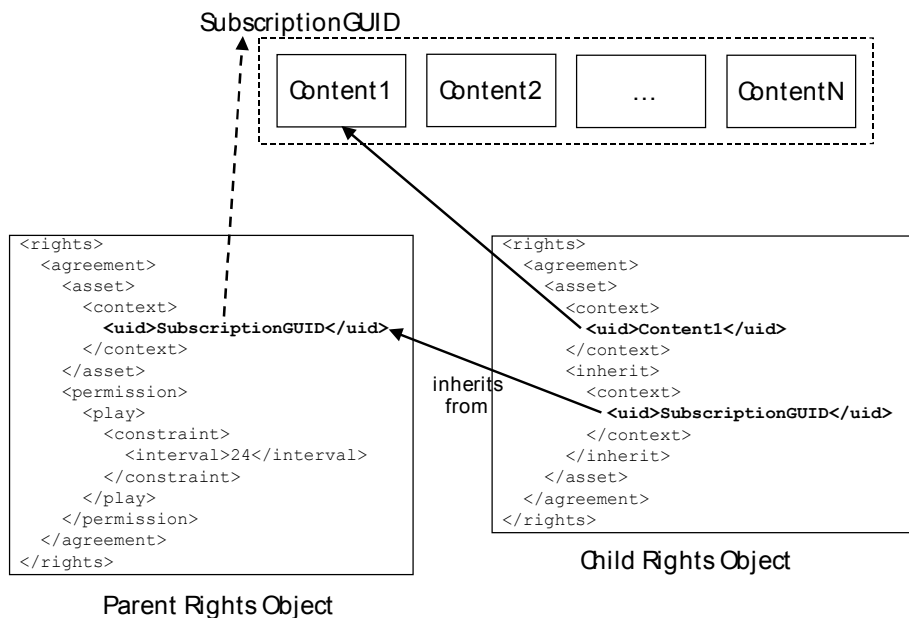 SubscriptionGUID
Content1
Content2
...
ContentN
<rights>
<agreement>
<asset>
<context>
<uid>SubscriptionGUID</uid>
</context>
</asset>
<permission>
<play>
<constraint>
<interval>24</interval>
</constraint>
</play>
</permission>
</agreement>
</rights>
Parent Rights Object
inherits
from
<rights>
<agreement>
<asset>
<context>
<uid>Content1</uid>
</context>
<inherit>
<context>
<uid>SubscriptionGUID</uid>
</context>
</inherit>
</asset>
</agreement>
</rights>
Child Rights Object